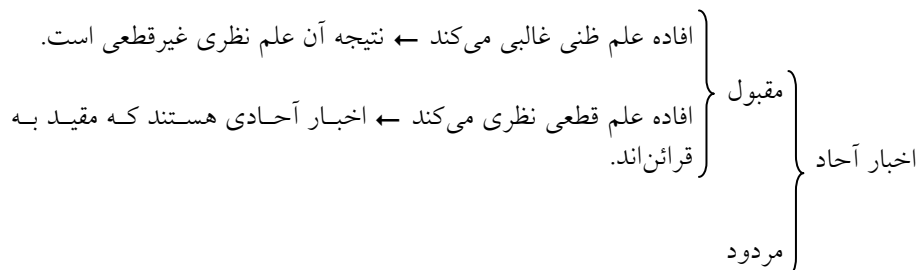 افاده علم ظنی غالبی می‌کند ← نتیجه آن علم نظری غیرقطعی است.
مقبول
افاده علم قطعی نظری می‌کند ← اخبار آحادی هستند که مقید به
قرائن‌اند.
اخبار آحاد
مردود